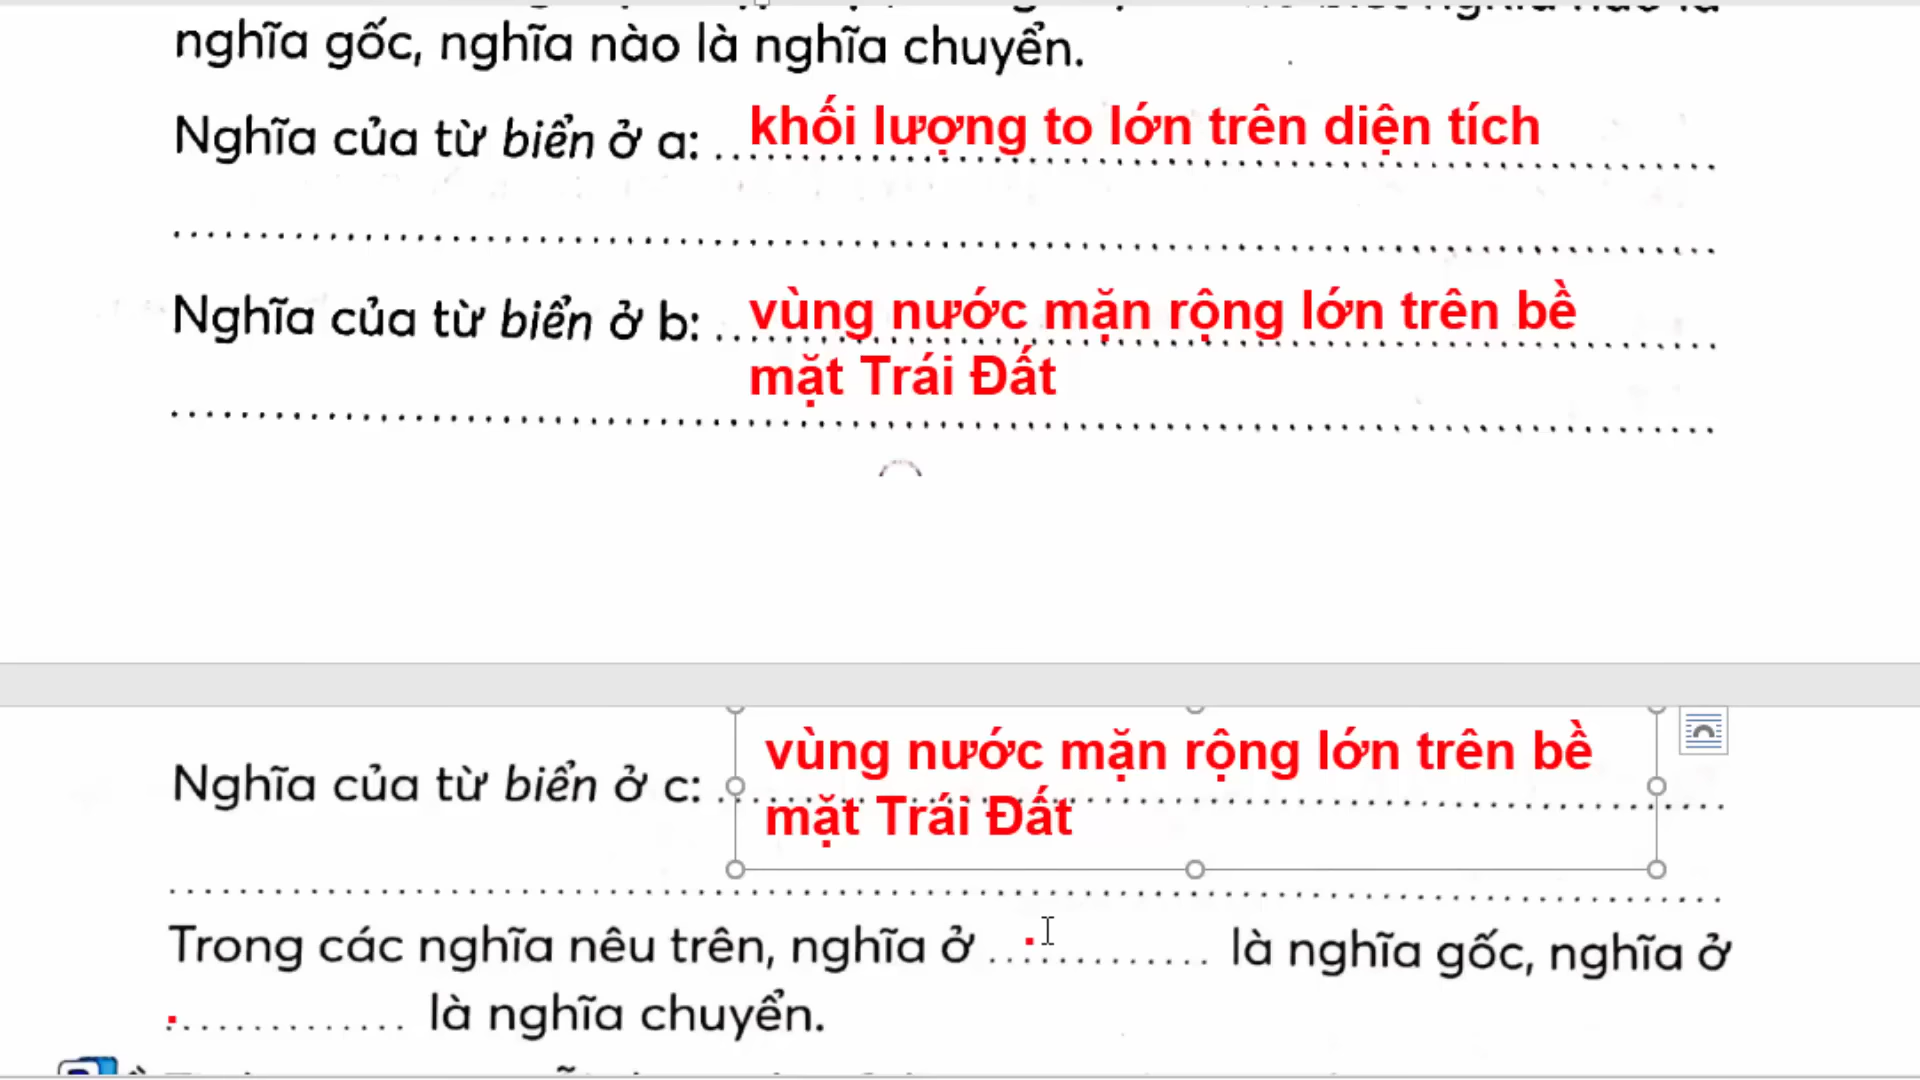 nghĩa gốc, nghĩa nào là nghĩa chuyển.
Nghĩa của từ biển ở a: khối lượng to lớn trên diện tích
Nghĩa của từ biển ở b: vùng nước mặn rộng lớn trên bề
mặt Trái Đất
Nghĩa của từ biển ở c: vùng nước mặn rộng lớn trên bề
mặt Trái Đất
Trong các nghĩa nêu trên, nghĩa ở ............. là nghĩa gốc, nghĩa ở
............. là nghĩa chuyển.